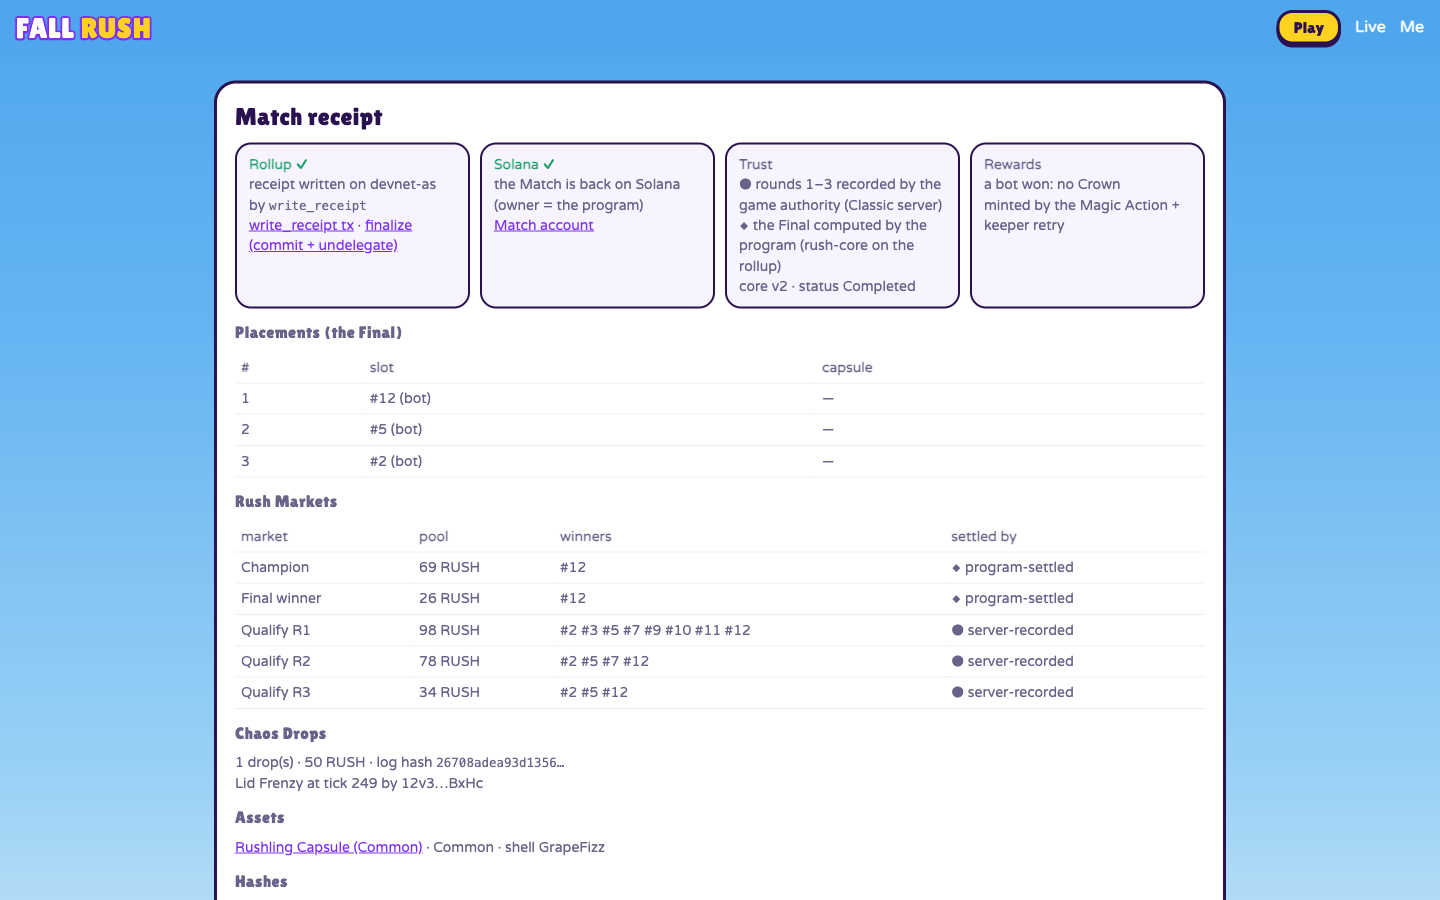 FALL RUSH
Play
Live
Me
Match receipt
Rollup ✓
receipt written on devnet-as
by write_receipt
write_receipt tx · finalize
(commit + undelegate)
Solana ✓
the Match is back on Solana
(owner = the program)
Match account
Trust
● rounds 1–3 recorded by the
game authority (Classic server)
◆ the Final computed by the
program (rush-core on the
rollup)
core v2 · status Completed
Rewards
a bot won: no Crown
minted by the Magic Action +
keeper retry
Placements (the Final)
# slot capsule
1 #12 (bot) —
2 #5 (bot) —
3 #2 (bot) —
Rush Markets
market pool winners settled by
Champion 69 RUSH #12 ◆ program-settled
Final winner 26 RUSH #12 ◆ program-settled
Qualify R1 98 RUSH #2 #3 #5 #7 #9 #10 #11 #12 ● server-recorded
Qualify R2 78 RUSH #2 #5 #7 #12 ● server-recorded
Qualify R3 34 RUSH #2 #5 #12 ● server-recorded
Chaos Drops
1 drop(s) · 50 RUSH · log hash 26708adea93d1356…
Lid Frenzy at tick 249 by 12v3…BxHc
Assets
Rushling Capsule (Common) · Common · shell GrapeFizz
Hashes